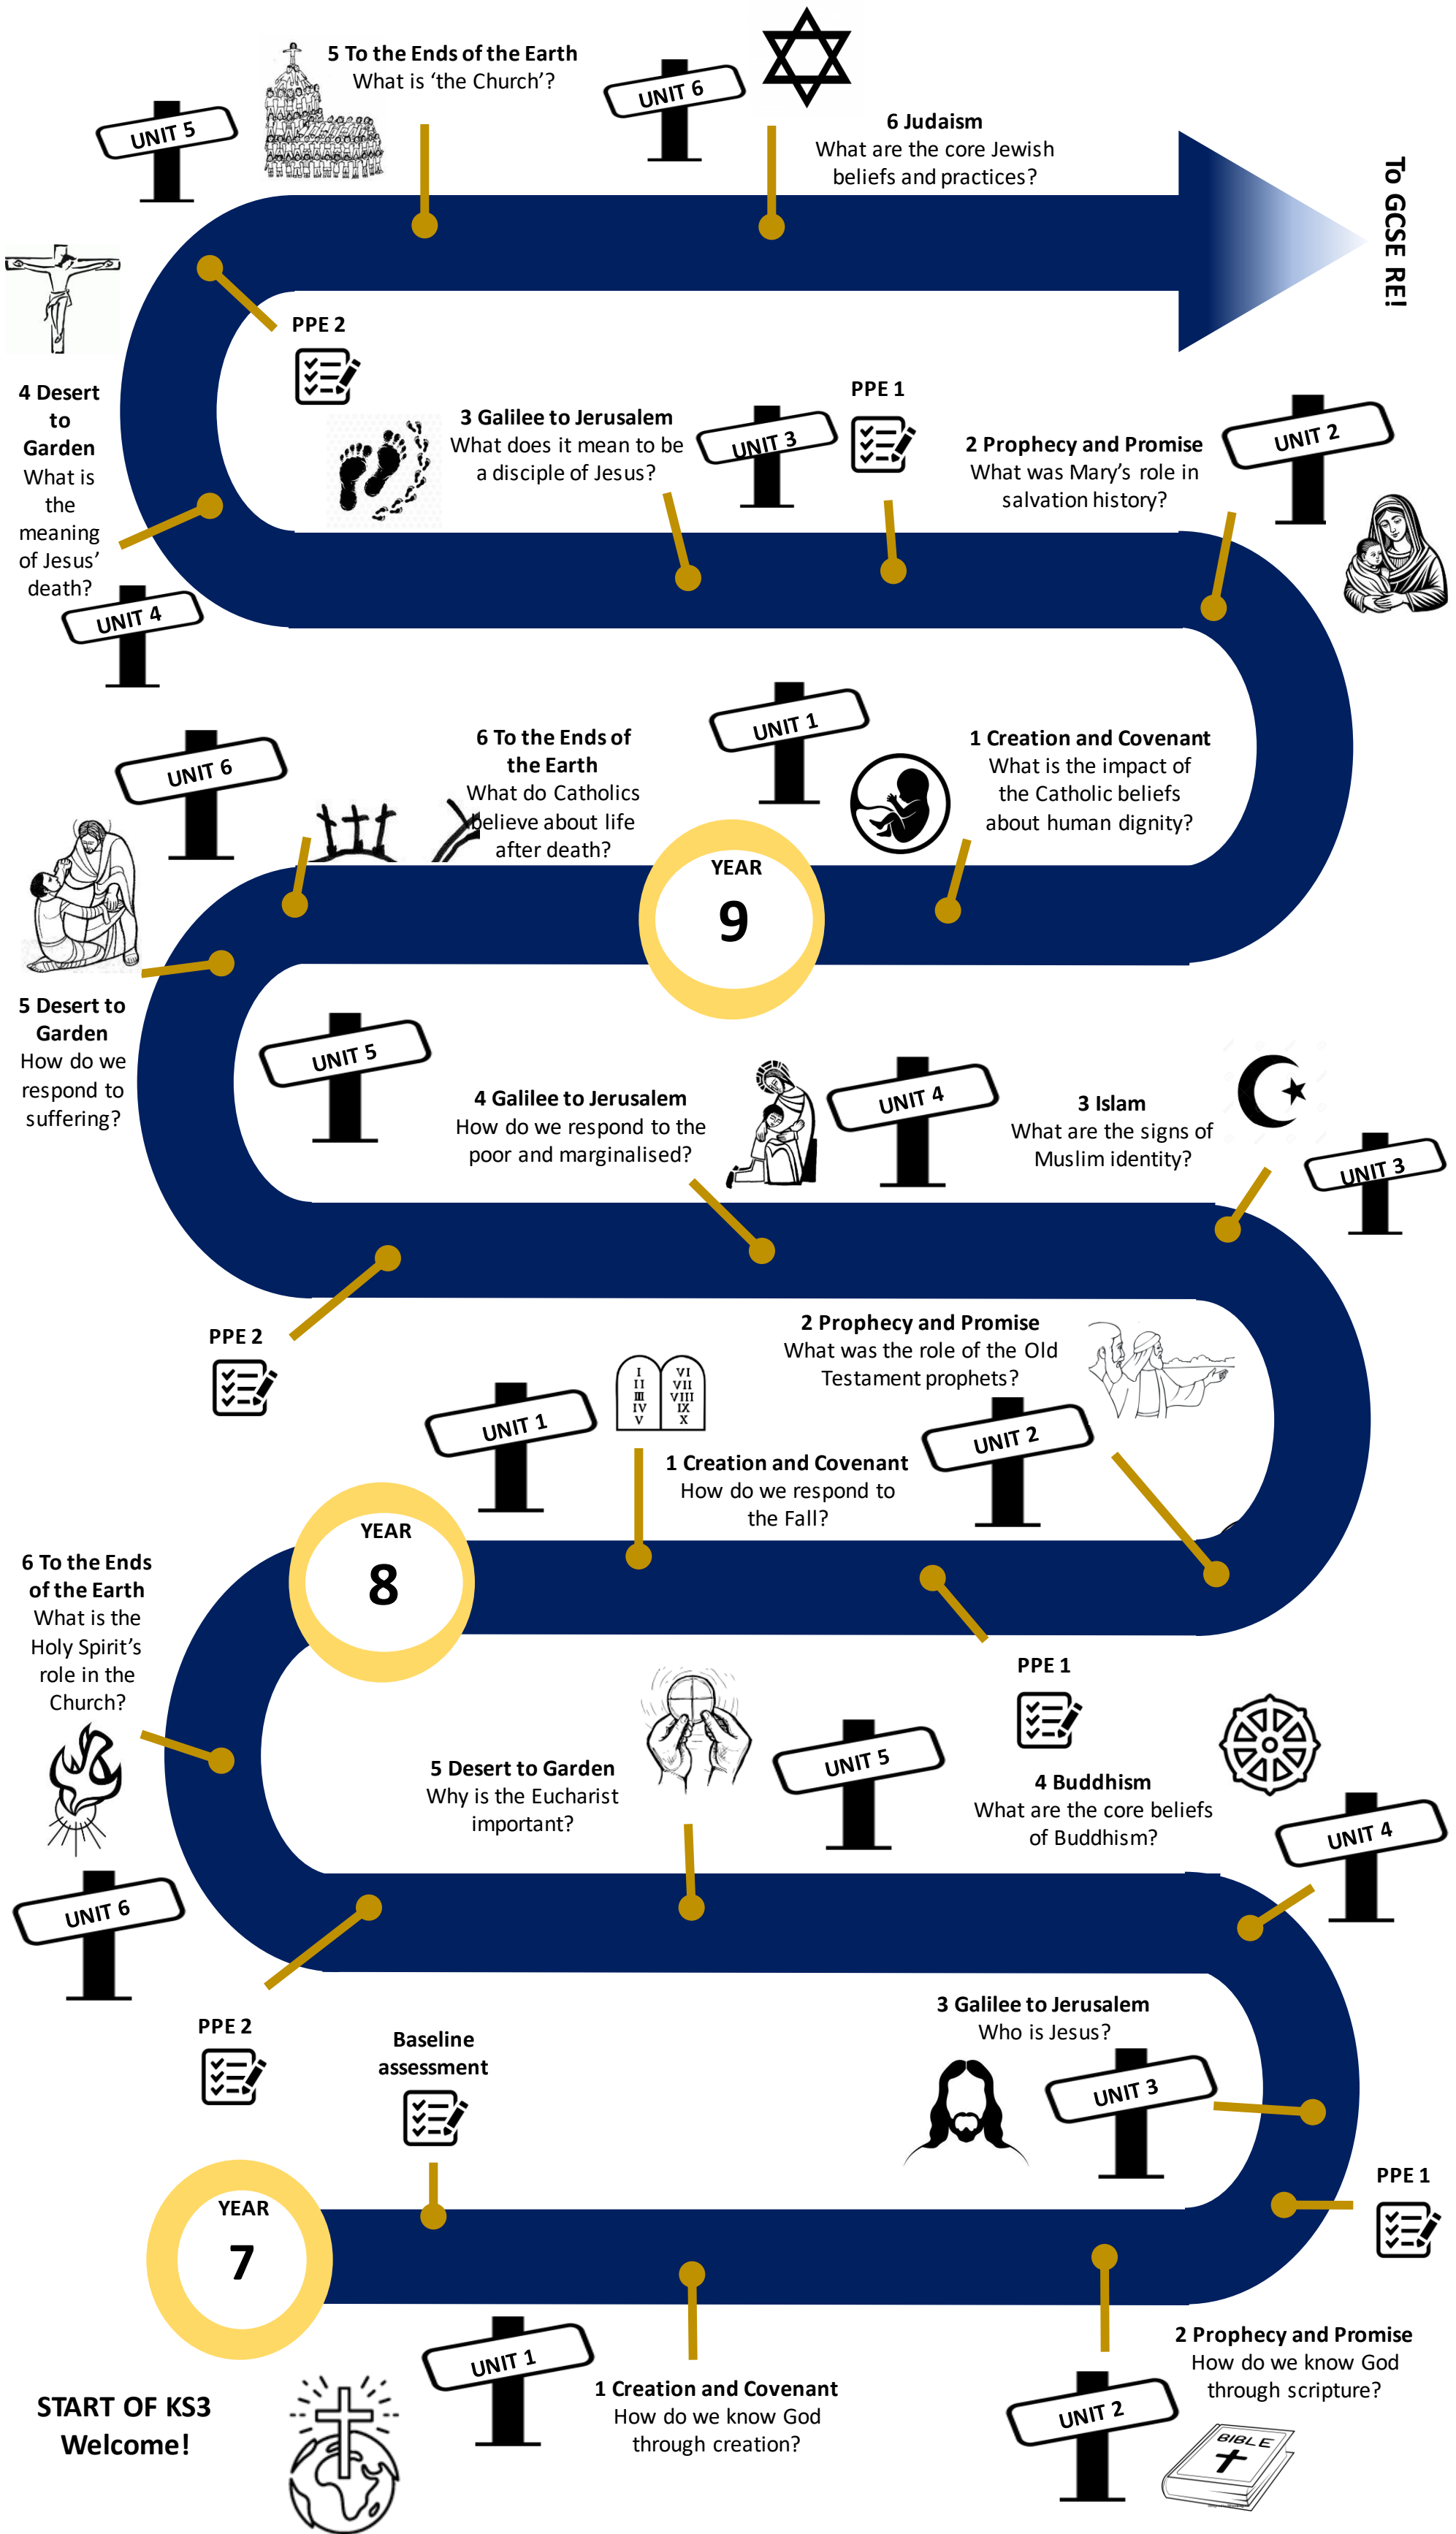 5 To the Ends of the Earth
What is ‘the Church’?
UNIT 5
UNIT 6
6 Judaism
What are the core Jewish
beliefs and practices?
To GCSE RE!
PPE 2
4 Desert
to
Garden
What is
the
meaning
of Jesus’
death?
UNIT 4
3 Galilee to Jerusalem
What does it mean to be
a disciple of Jesus?
UNIT 3
PPE 1
2 Prophecy and Promise
What was Mary’s role in
salvation history?
UNIT 2
UNIT 6
6 To the Ends of
the Earth
What do Catholics
believe about life
after death?
UNIT 1
1 Creation and Covenant
What is the impact of
the Catholic beliefs
about human dignity?
YEAR
9
5 Desert to
Garden
How do we
respond to
suffering?
UNIT 5
4 Galilee to Jerusalem
How do we respond to the
poor and marginalised?
UNIT 4
3 Islam
What are the signs of
Muslim identity?
UNIT 3
PPE 2
2 Prophecy and Promise
What was the role of the Old
Testament prophets?
UNIT 1
I VI
II VII
III VIII
IV IX
V X
1 Creation and Covenant
How do we respond to
the Fall?
UNIT 2
YEAR
8
6 To the Ends
of the Earth
What is the
Holy Spirit’s
role in the
Church?
UNIT 6
PPE 1
5 Desert to Garden
Why is the Eucharist
important?
UNIT 5
4 Buddhism
What are the core beliefs
of Buddhism?
UNIT 4
PPE 2
Baseline
assessment
3 Galilee to Jerusalem
Who is Jesus?
UNIT 3
PPE 1
YEAR
7
START OF KS3
Welcome!
UNIT 1
1 Creation and Covenant
How do we know God
through creation?
UNIT 2
2 Prophecy and Promise
How do we know God
through scripture?
BIBLE